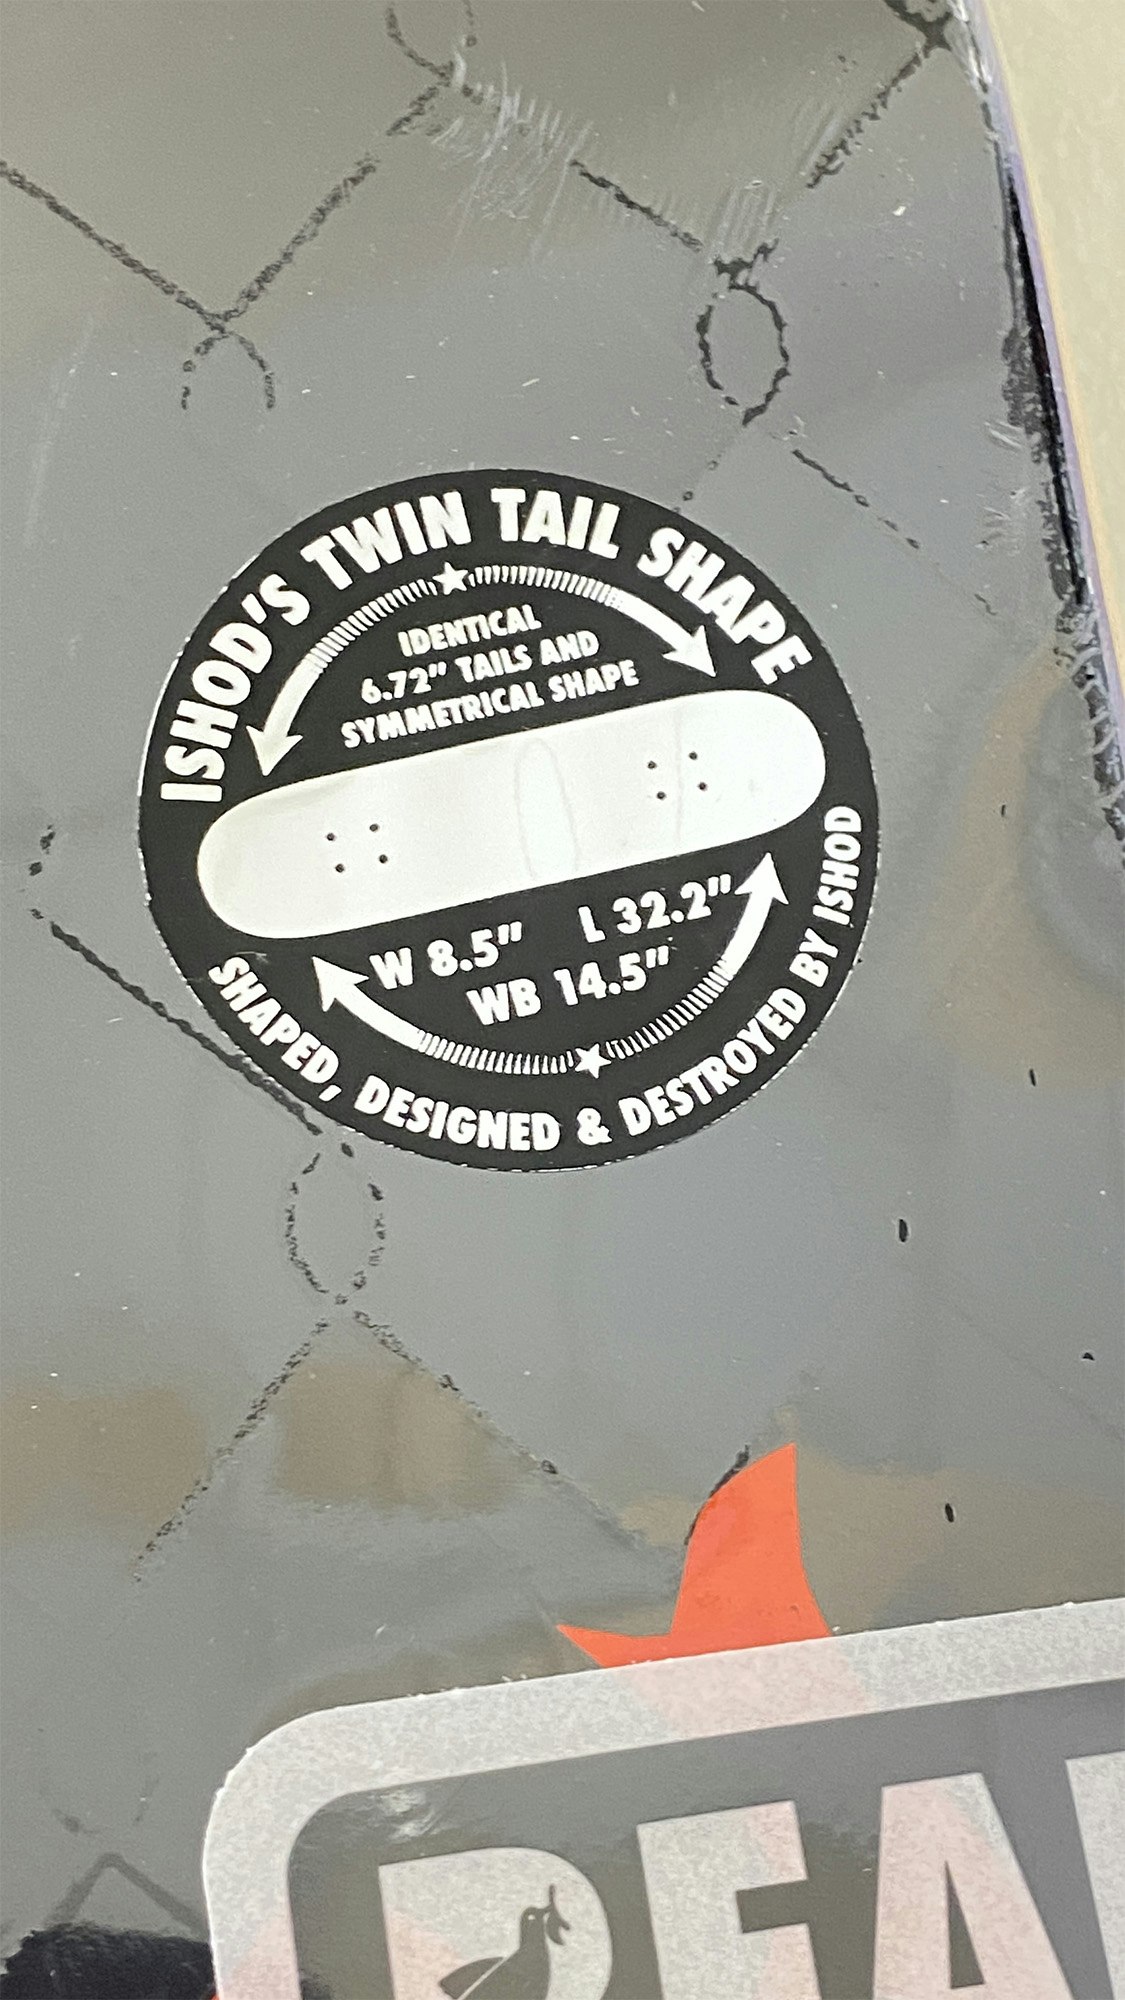 ISHOD'S TWIN TAIL SHAPE
IDENTICAL
6.72" TAILS AND
SYMMETRICAL SHAPE
W 8.5" L 32.2"
WB 14.5"
SHAPED, DESIGNED & DESTROYED BY ISHOD